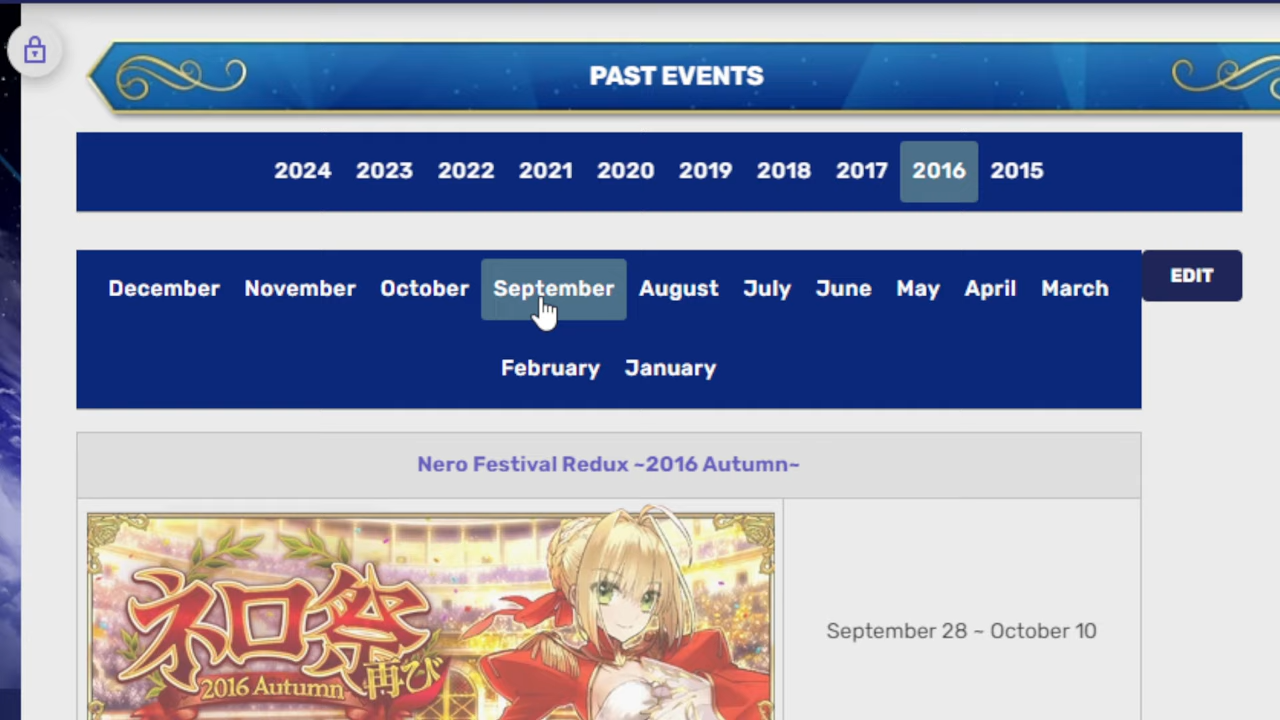 PAST EVENTS
2024 2023 2022 2021 2020 2019 2018 2017 2016 2015
December November October September August July June May April March
EDIT
February January
Nero Festival Redux ~2016 Autumn~
ネロ祭
再び
2016 Autumn
September 28 ~ October 10